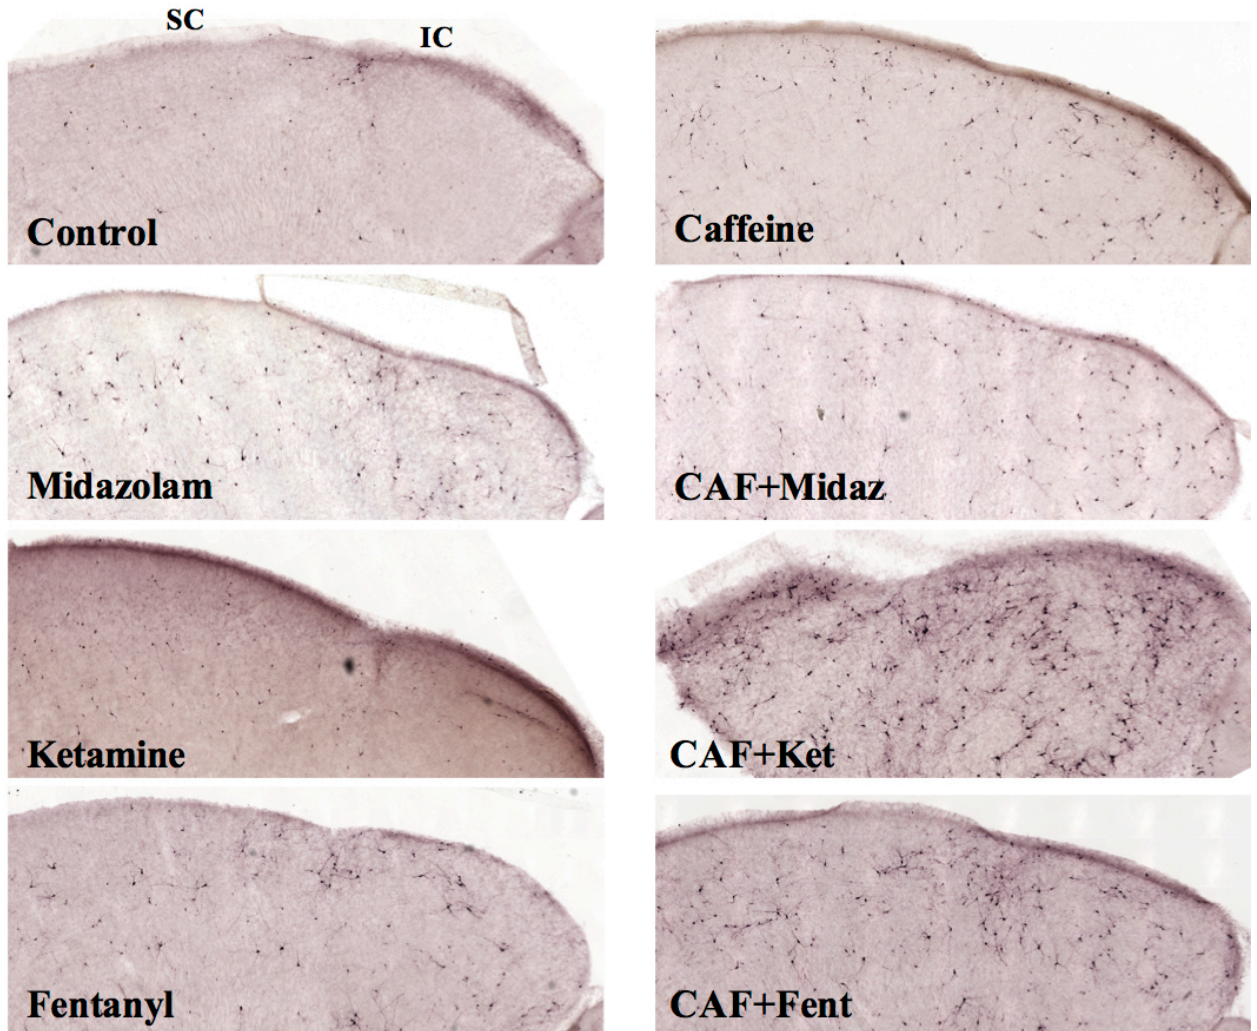 SC
IC
Control
Caffeine
Midazolam
CAF+Midaz
Ketamine
CAF+Ket
Fentanyl
CAF+Fent